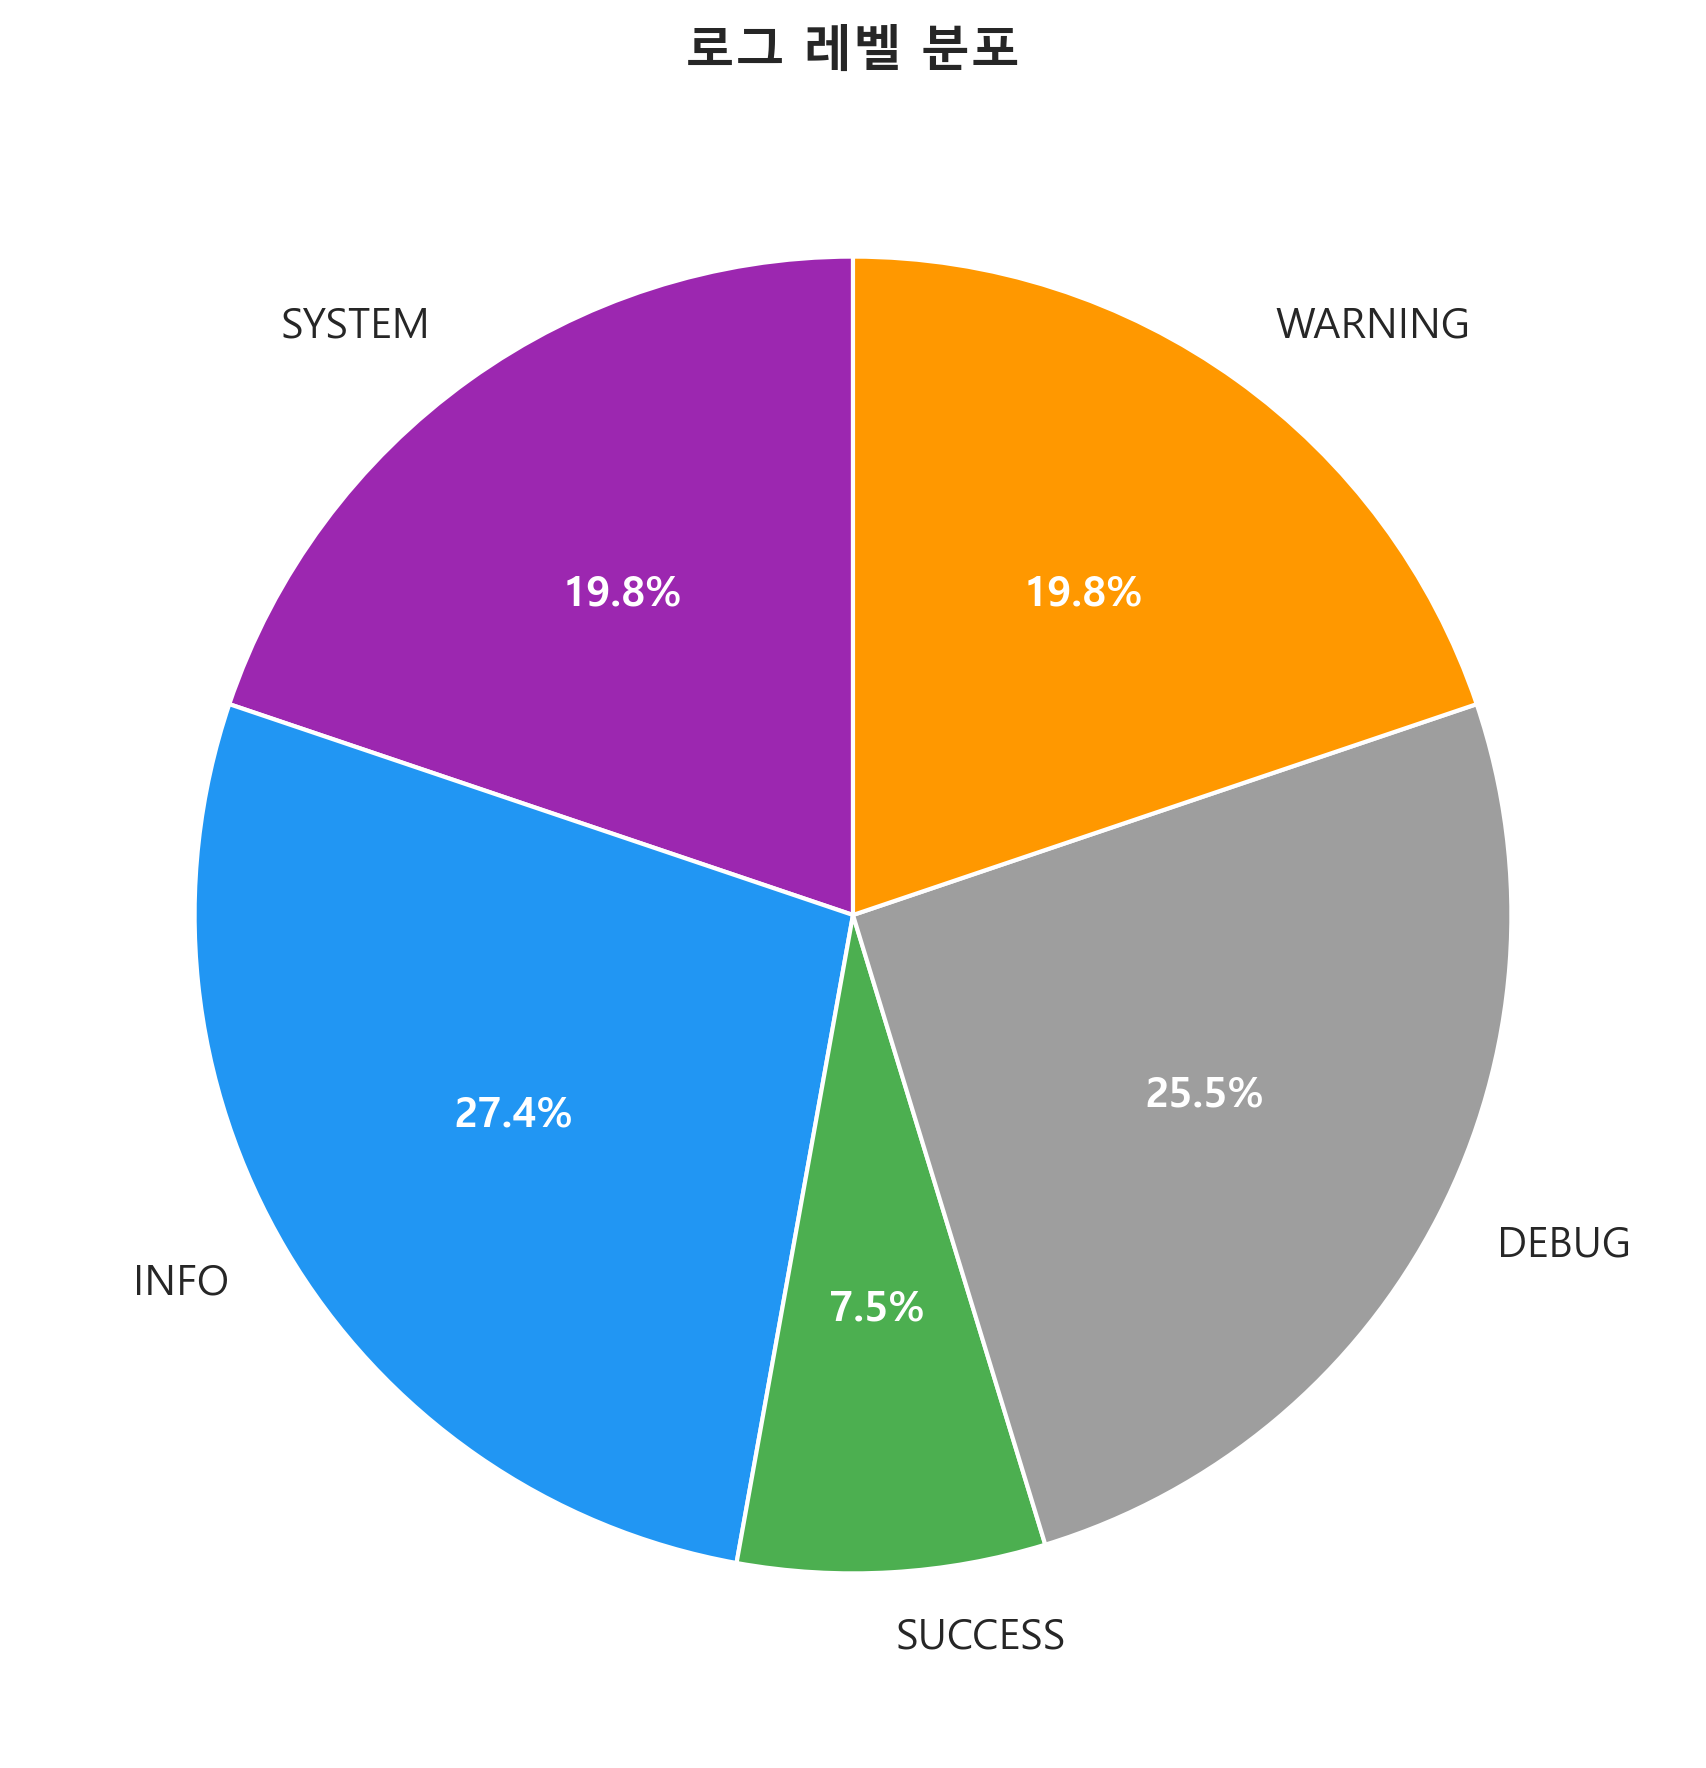 로그 레벨 분포
SYSTEM
WARNING
19.8%
19.8%
25.5%
27.4%
DEBUG
INFO
7.5%
SUCCESS